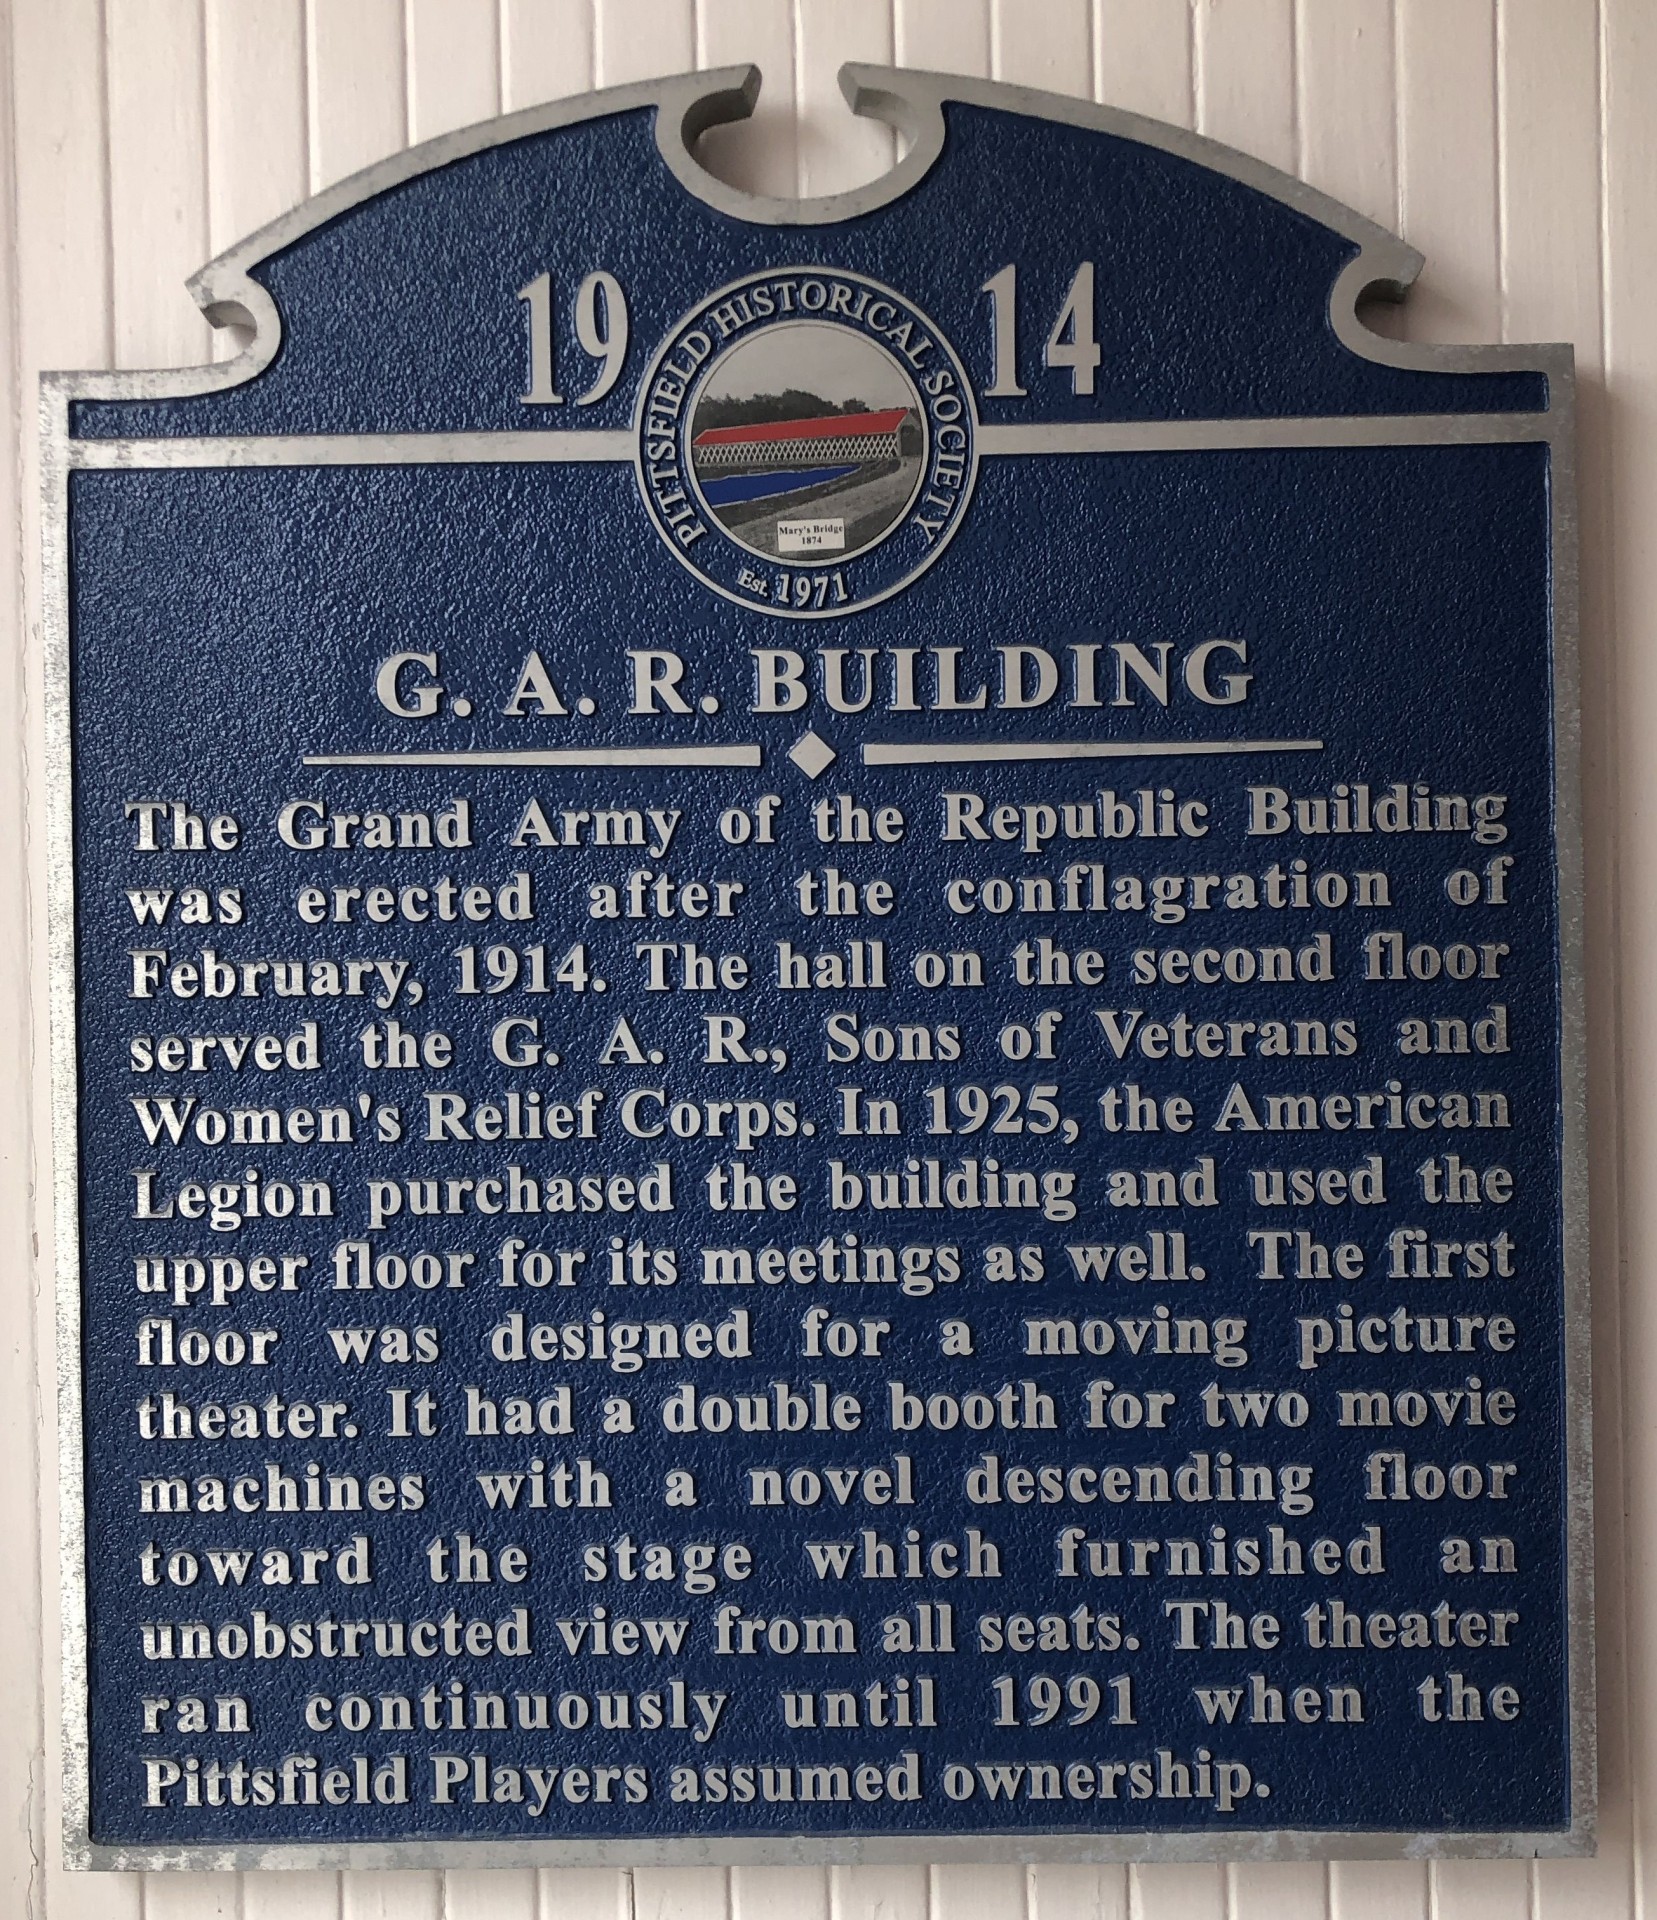 19 14
PITTSFIELD HISTORICAL SOCIETY
Mary's Bridge
1874
Est. 1971
G. A. R. BUILDING
The Grand Army of the Republic Building
was erected after the conflagration of
February, 1914. The hall on the second floor
served the G. A. R., Sons of Veterans and
Women's Relief Corps. In 1925, the American
Legion purchased the building and used the
upper floor for its meetings as well. The first
floor was designed for a moving picture
theater. It had a double booth for two movie
machines with a novel descending floor
toward the stage which furnished an
unobstructed view from all seats. The theater
ran continuously until 1991 when the
Pittsfield Players assumed ownership.